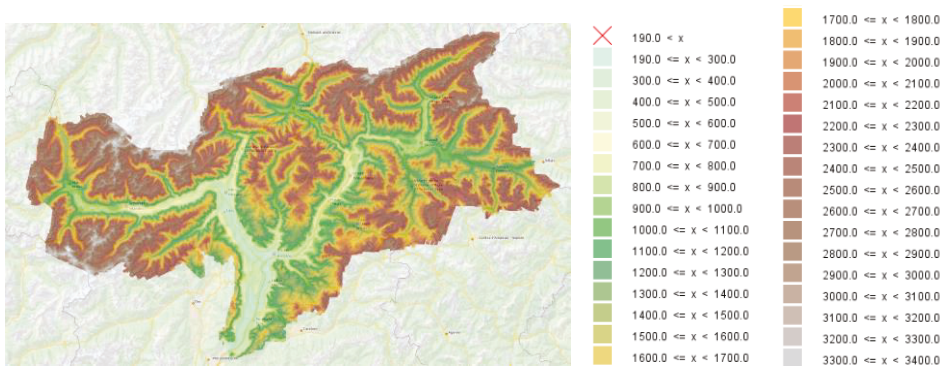 190.0 < x
190.0 <= x < 300.0
300.0 <= x < 400.0
400.0 <= x < 500.0
500.0 <= x < 600.0
600.0 <= x < 700.0
700.0 <= x < 800.0
800.0 <= x < 900.0
900.0 <= x < 1000.0
1000.0 <= x < 1100.0
1100.0 <= x < 1200.0
1200.0 <= x < 1300.0
1300.0 <= x < 1400.0
1400.0 <= x < 1500.0
1500.0 <= x < 1600.0
1600.0 <= x < 1700.0
1700.0 <= x < 1800.0
1800.0 <= x < 1900.0
1900.0 <= x < 2000.0
2000.0 <= x < 2100.0
2100.0 <= x < 2200.0
2200.0 <= x < 2300.0
2300.0 <= x < 2400.0
2400.0 <= x < 2500.0
2500.0 <= x < 2600.0
2600.0 <= x < 2700.0
2700.0 <= x < 2800.0
2800.0 <= x < 2900.0
2900.0 <= x < 3000.0
3000.0 <= x < 3100.0
3100.0 <= x < 3200.0
3200.0 <= x < 3300.0
3300.0 <= x < 3400.0